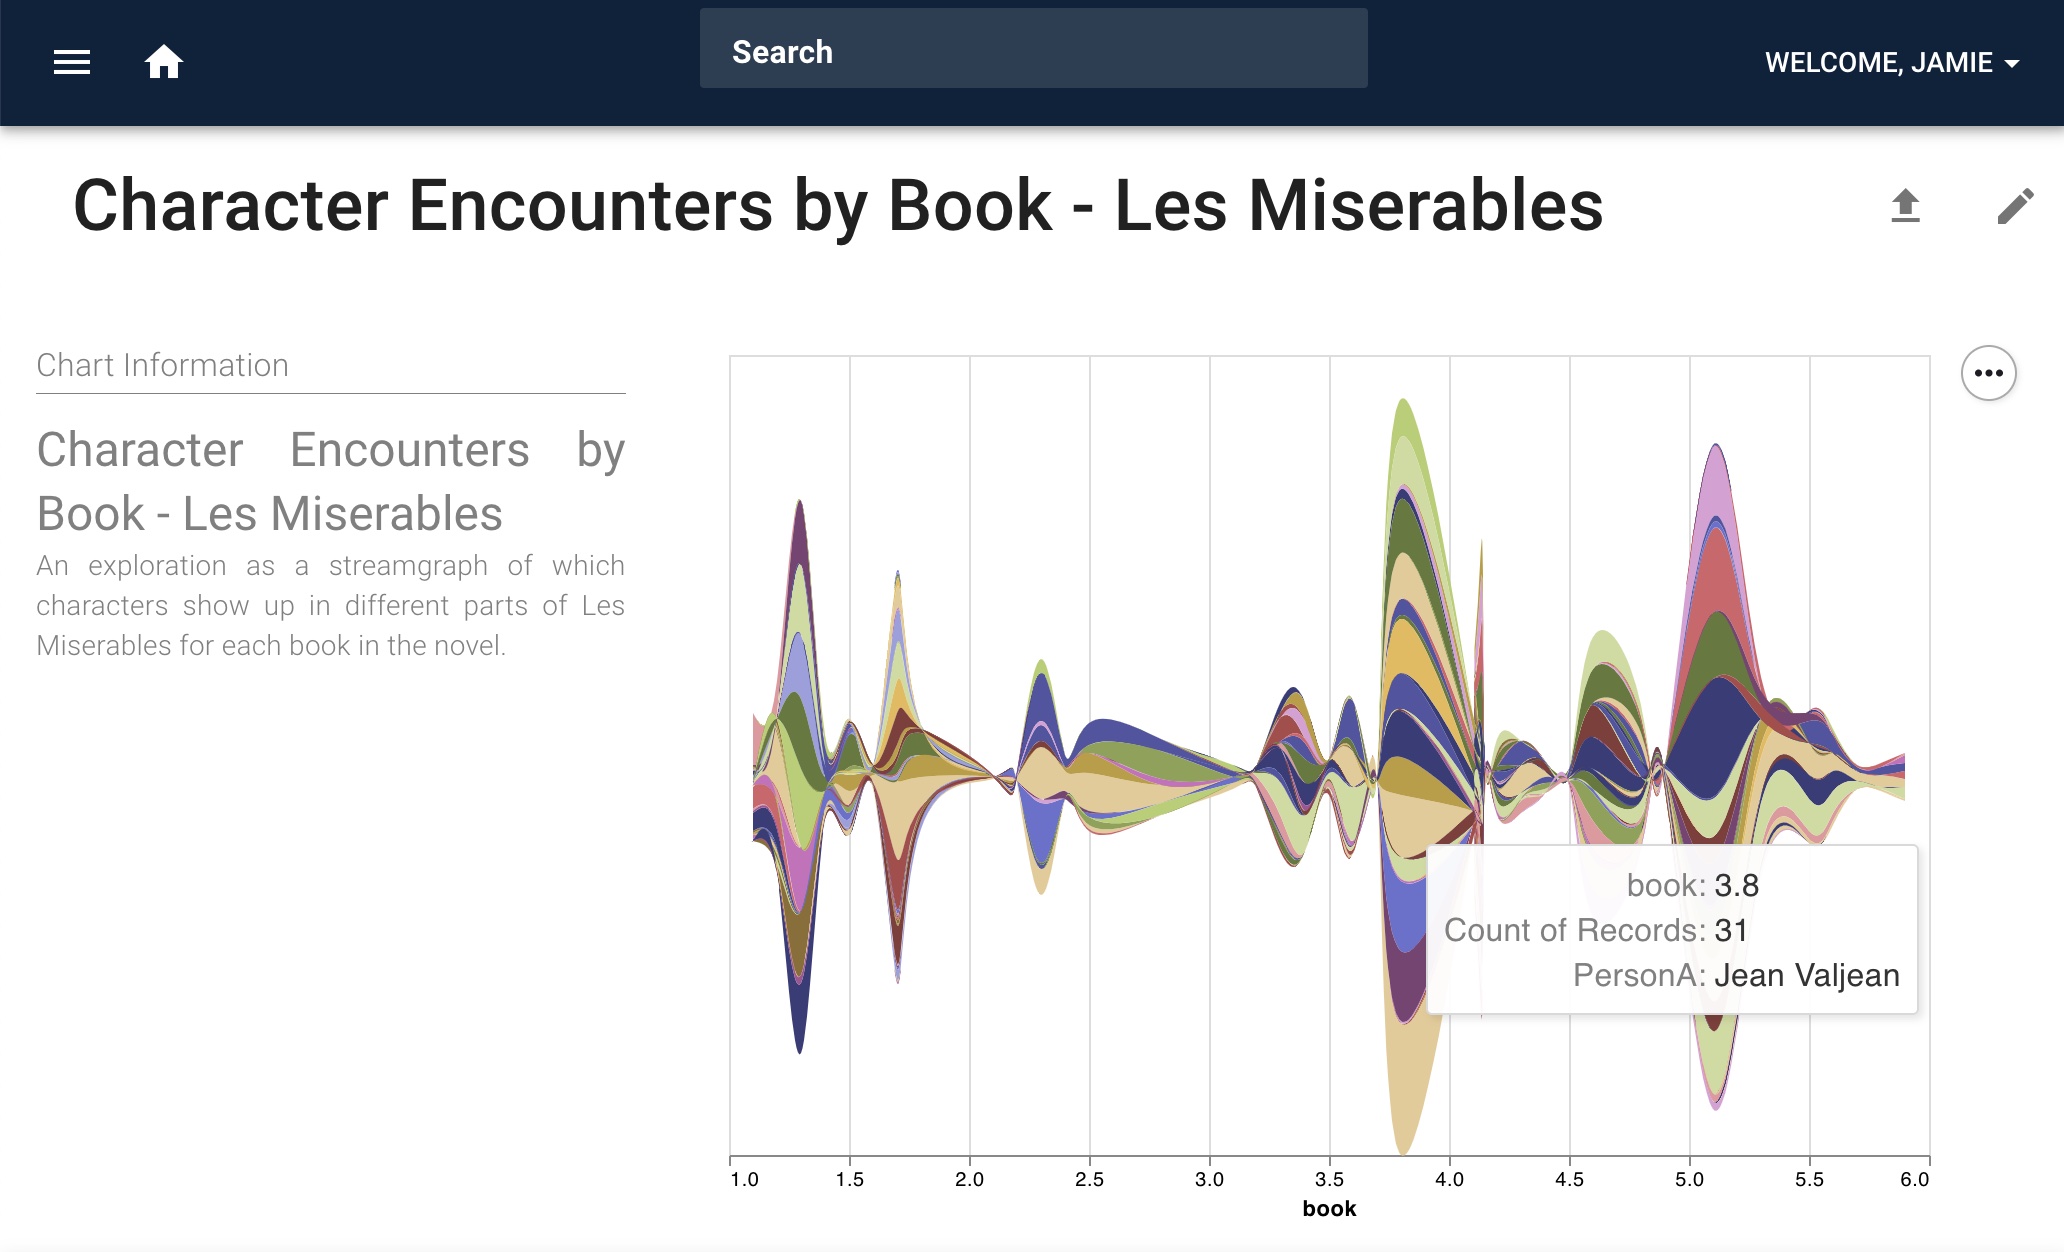 Search
WELCOME, JAMIE
Character Encounters by Book - Les Miserables
Chart Information
Character Encounters by
Book - Les Miserables
An exploration as a streamgraph of which
characters show up in different parts of Les
Miserables for each book in the novel.
book: 3.8
Count of Records: 31
PersonA: Jean Valjean
1.0 1.5 2.0 2.5 3.0 3.5 4.0 4.5 5.0 5.5 6.0
book